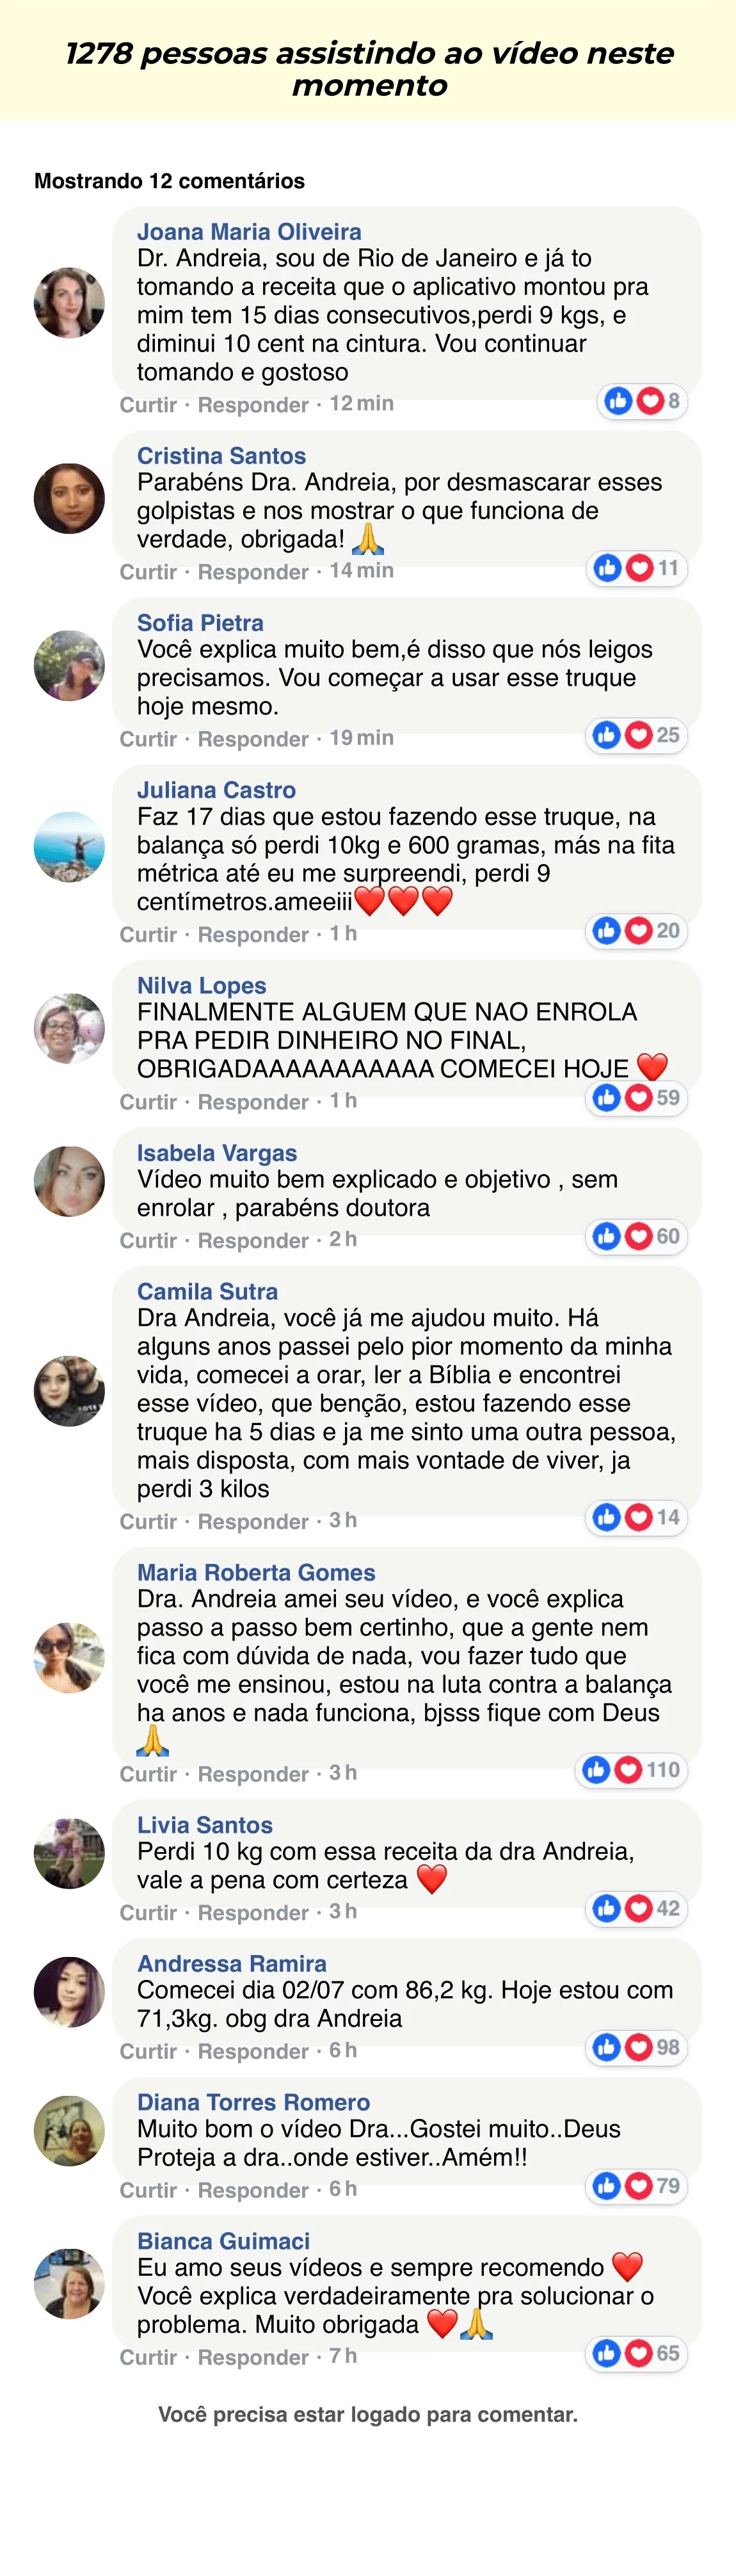 1278 pessoas assistindo ao vídeo neste
momento
Mostrando 12 comentários
Joana Maria Oliveira
Dr. Andreia, sou de Rio de Janeiro e já to
tomando a receita que o aplicativo montou pra
mim tem 15 dias consecutivos,perdi 9 kgs, e
diminui 10 cent na cintura. Vou continuar
tomando e gostoso
Curtir · Responder · 12 min 8
Cristina Santos
Parabéns Dra. Andreia, por desmascarar esses
golpistas e nos mostrar o que funciona de
verdade, obrigada! 🙏
Curtir · Responder · 14 min 11
Sofia Pietra
Você explica muito bem,é disso que nós leigos
precisamos. Vou começar a usar esse truque
hoje mesmo.
Curtir · Responder · 19 min 25
Juliana Castro
Faz 17 dias que estou fazendo esse truque, na
balança só perdi 10kg e 600 gramas, más na fita
métrica até eu me surpreendi, perdi 9
centímetros.ameeiii❤️❤️❤️
Curtir · Responder · 1 h 20
Nilva Lopes
FINALMENTE ALGUEM QUE NAO ENROLA
PRA PEDIR DINHEIRO NO FINAL,
OBRIGADAAAAAAAAAAA COMECEI HOJE ❤️
Curtir · Responder · 1 h 59
Isabela Vargas
Vídeo muito bem explicado e objetivo , sem
enrolar , parabéns doutora
Curtir · Responder · 2 h 60
Camila Sutra
Dra Andreia, você já me ajudou muito. Há
alguns anos passei pelo pior momento da minha
vida, comecei a orar, ler a Bíblia e encontrei
esse vídeo, que benção, estou fazendo esse
truque ha 5 dias e ja me sinto uma outra pessoa,
mais disposta, com mais vontade de viver, ja
perdi 3 kilos
Curtir · Responder · 3 h 14
Maria Roberta Gomes
Dra. Andreia amei seu vídeo, e você explica
passo a passo bem certinho, que a gente nem
fica com dúvida de nada, vou fazer tudo que
você me ensinou, estou na luta contra a balança
ha anos e nada funciona, bjsss fique com Deus
🙏
Curtir · Responder · 3 h 110
Livia Santos
Perdi 10 kg com essa receita da dra Andreia,
vale a pena com certeza ❤️
Curtir · Responder · 3 h 42
Andressa Ramira
Comecei dia 02/07 com 86,2 kg. Hoje estou com
71,3kg. obg dra Andreia
Curtir · Responder · 6 h 98
Diana Torres Romero
Muito bom o vídeo Dra...Gostei muito..Deus
Proteja a dra..onde estiver..Amém!!
Curtir · Responder · 6 h 79
Bianca Guimaci
Eu amo seus vídeos e sempre recomendo ❤️
Você explica verdadeiramente pra solucionar o
problema. Muito obrigada ❤️🙏
Curtir · Responder · 7 h 65
Você precisa estar logado para comentar.